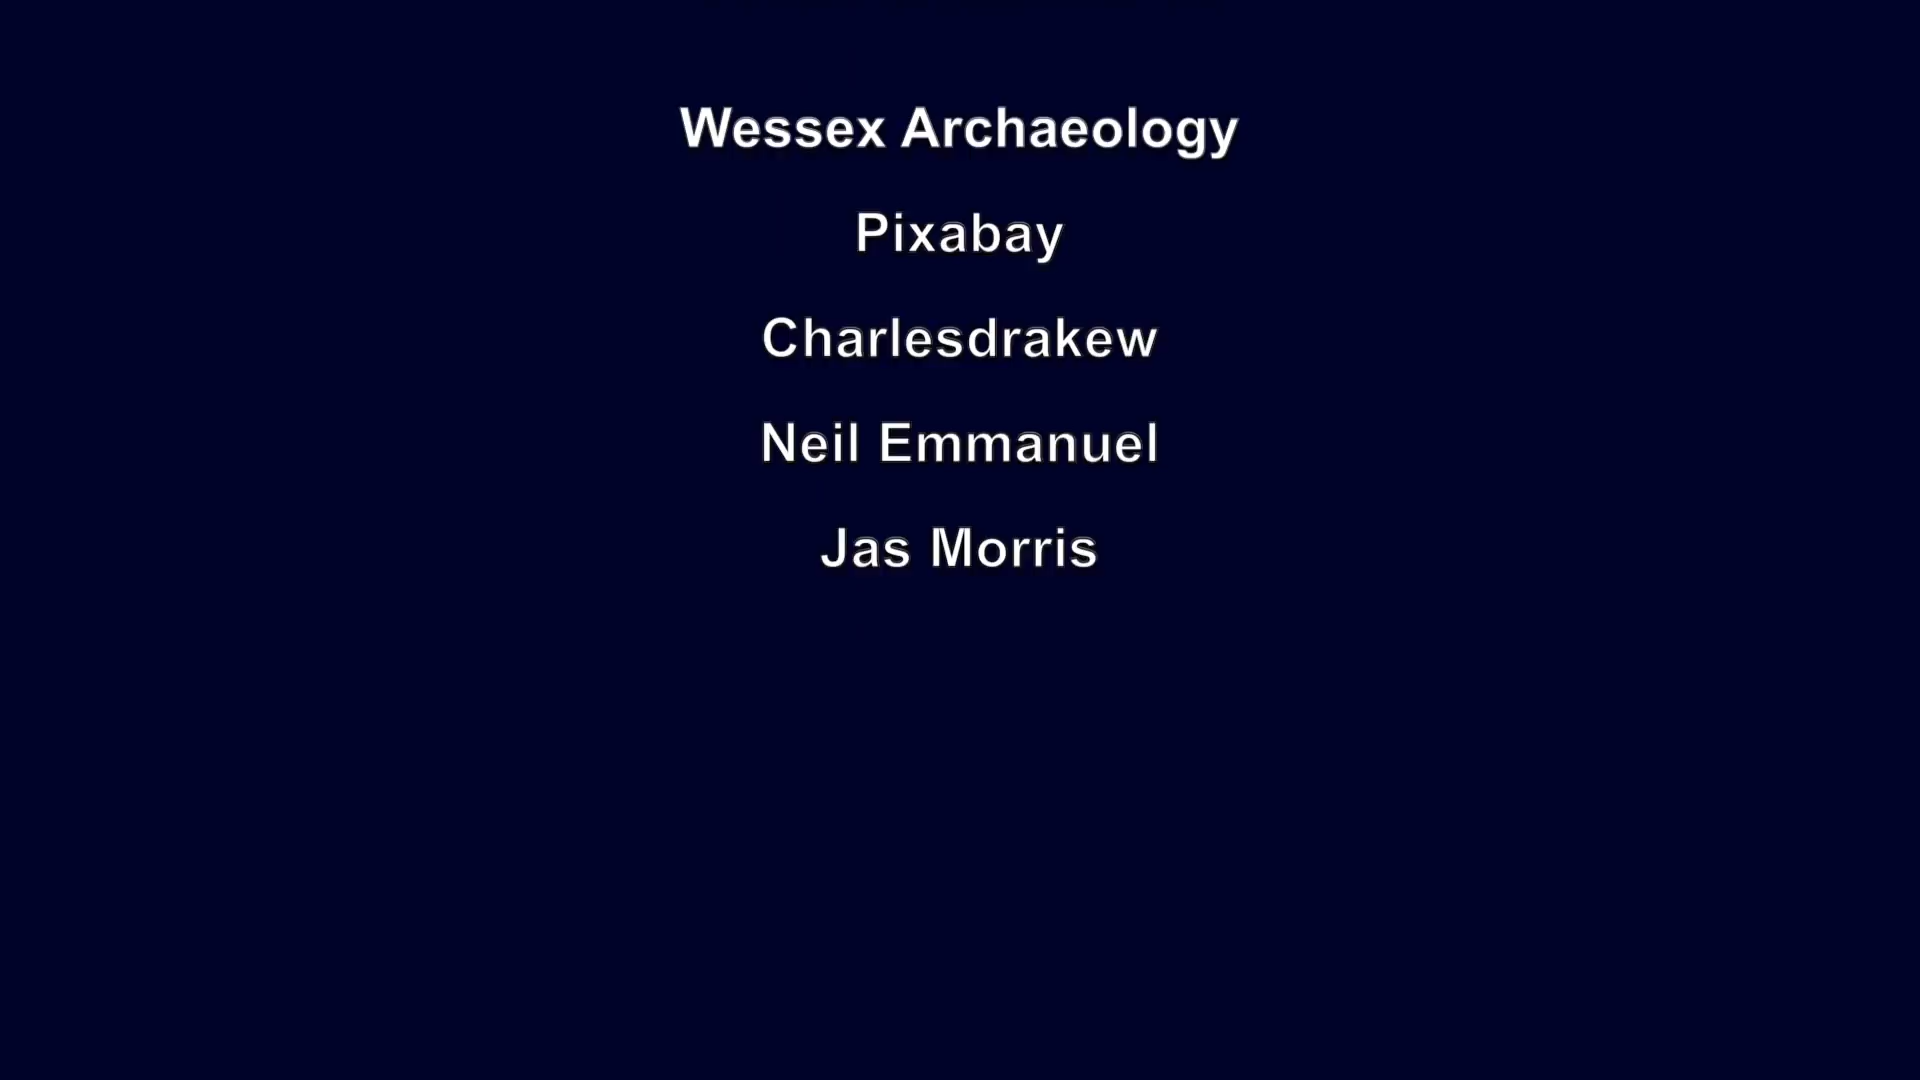 Wessex Archaeology
Pixabay
Charlesdrakew
Neil Emmanuel
Jas Morris